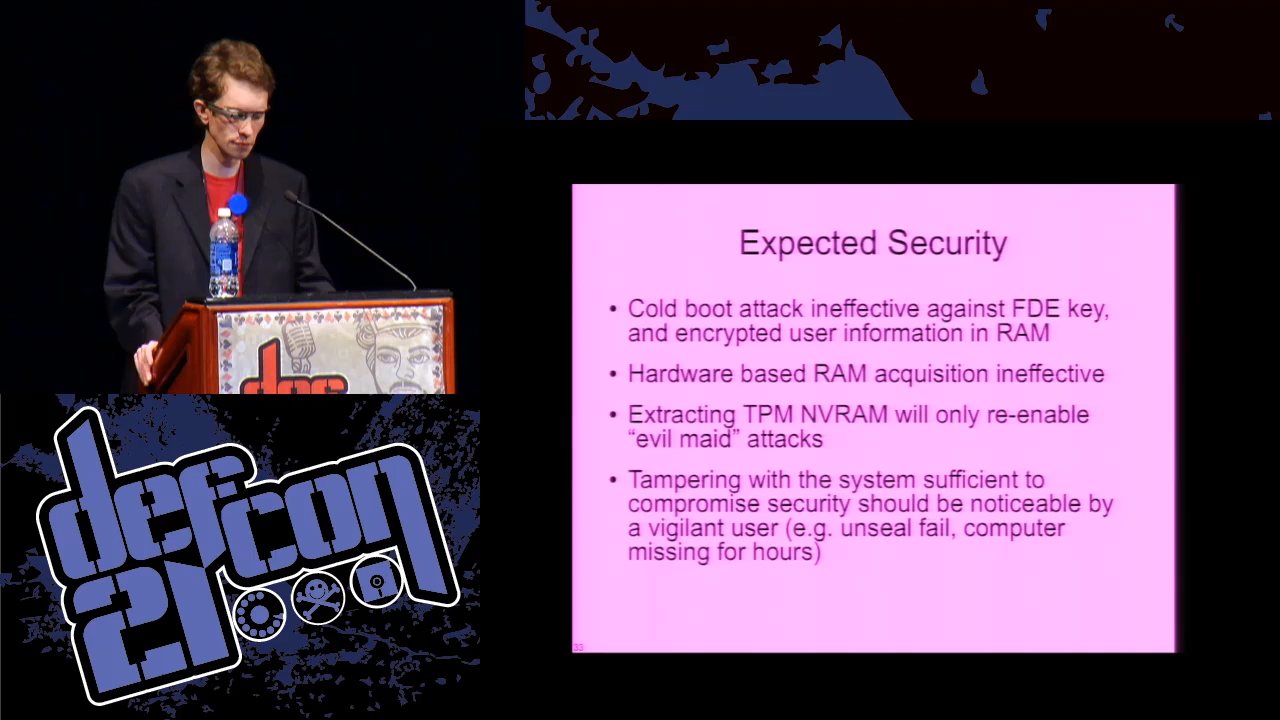 Expected Security
• Cold boot attack ineffective against FDE key,
and encrypted user information in RAM
• Hardware based RAM acquisition ineffective
• Extracting TPM NVRAM will only re-enable
“evil maid” attacks
• Tampering with the system sufficient to
compromise security should be noticeable by
a vigilant user (e.g. unseal fail, computer
missing for hours)
33
def
defcon
21